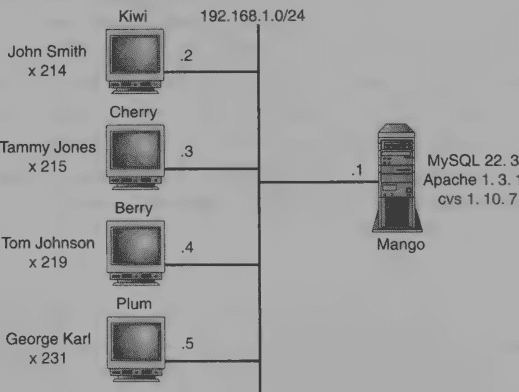 Kiwi
192.168.1.0/24
John Smith
x 214
.2
Cherry
Tammy Jones
x 215
.3
Berry
Tom Johnson
x 219
.4
Plum
George Karl
x 231
.5
.1
MySQL 22. 3
Apache 1. 3. 1
cvs 1. 10. 7
Mango